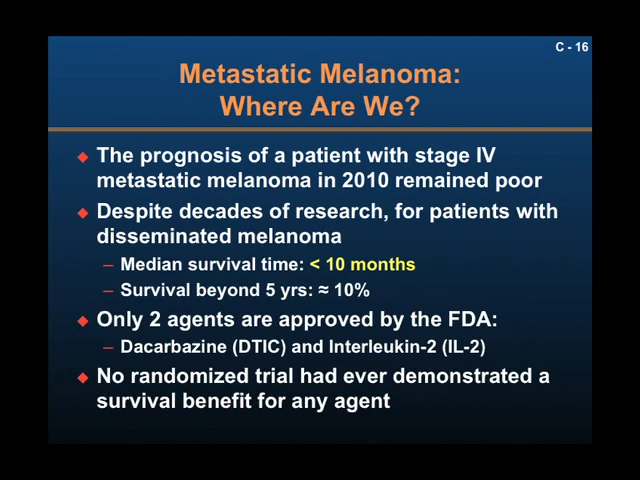 C - 16
Metastatic Melanoma:
Where Are We?
◆ The prognosis of a patient with stage IV
metastatic melanoma in 2010 remained poor
◆ Despite decades of research, for patients with
disseminated melanoma
– Median survival time: < 10 months
– Survival beyond 5 yrs: ≈ 10%
◆ Only 2 agents are approved by the FDA:
– Dacarbazine (DTIC) and Interleukin-2 (IL-2)
◆ No randomized trial had ever demonstrated a
survival benefit for any agent